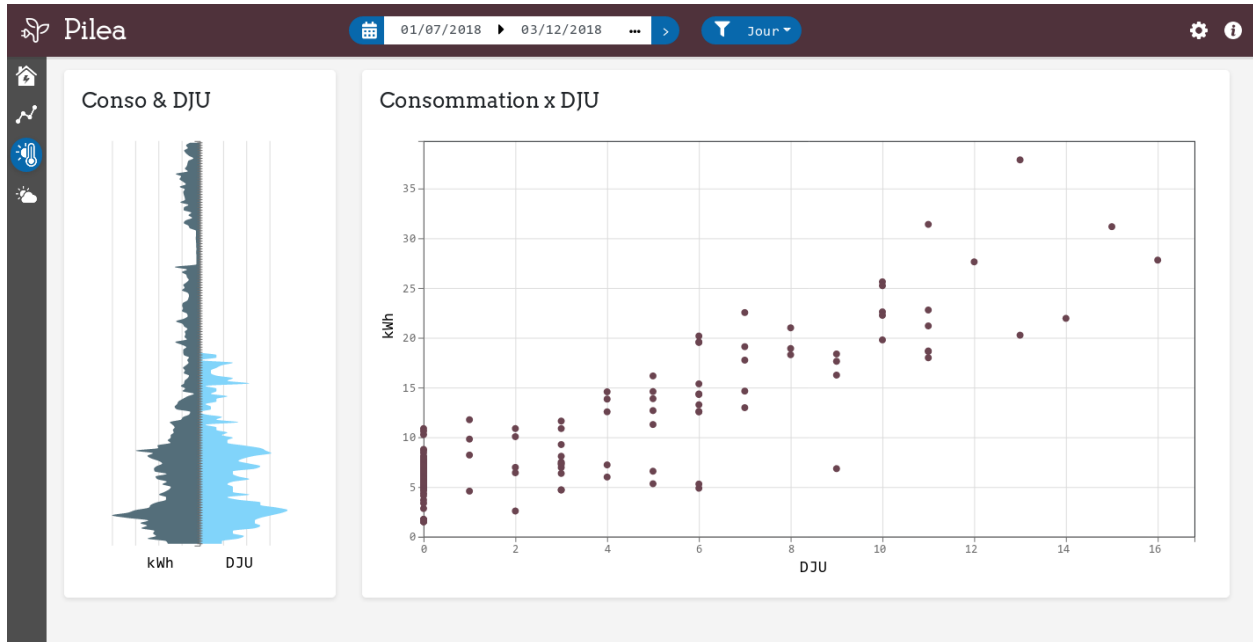 Pilea
01/07/2018 03/12/2018 ... >
Jour
Conso & DJU
kWh DJU
Consommation x DJU
35
30
25
20
15
10
5
0
kWh
0 2 4 6 8 10 12 14 16
DJU